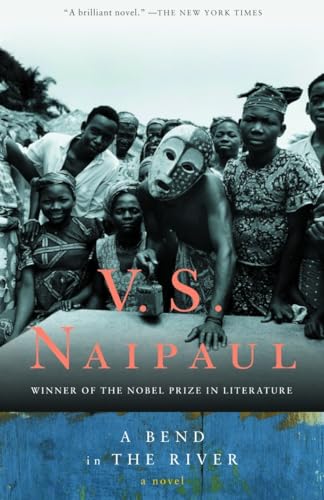 “A brilliant novel.” —THE NEW YORK TIMES
V. S.
NAIPAUL
WINNER OF THE NOBEL PRIZE IN LITERATURE
A BEND
in THE RIVER
a novel